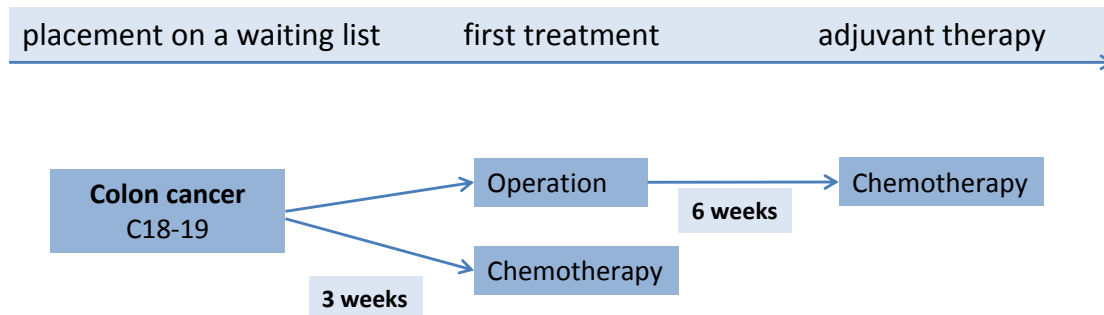 placement on a waiting list first treatment adjuvant therapy
Colon cancer
C18-19
Operation
6 weeks
Chemotherapy
Chemotherapy
3 weeks